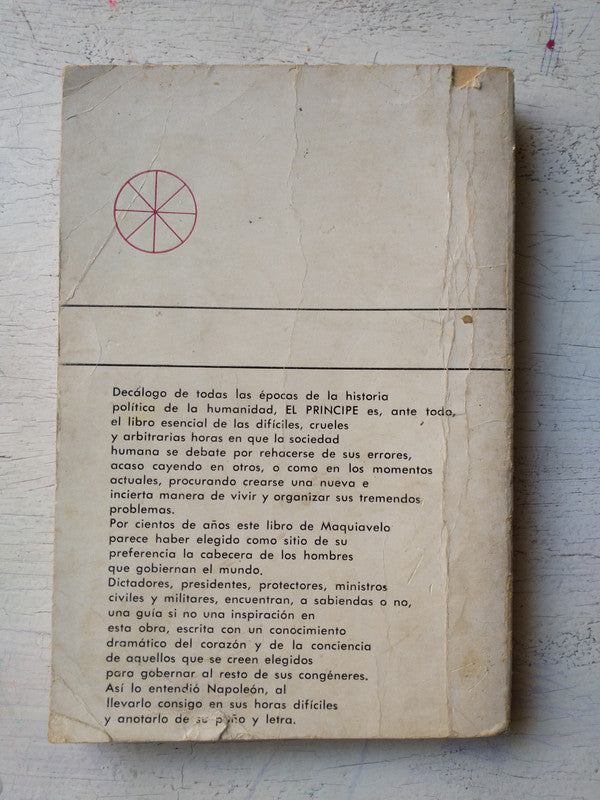 Decálogo de todas las épocas de la historia
política de la humanidad, EL PRINCIPE es, ante todo,
el libro esencial de las difíciles, crueles
y arbitrarias horas en que la sociedad
humana se debate por rehacerse de sus errores,
acaso cayendo en otros, o como en los momentos
actuales, procurando crearse una nueva e
incierta manera de vivir y organizar sus tremendos
problemas.
Por cientos de años este libro de Maquiavelo
parece haber elegido como sitio de su
preferencia la cabecera de los hombres
que gobiernan el mundo.
Dictadores, presidentes, protectores, ministros
civiles y militares, encuentran, a sabiendas o no,
una guía si no una inspiración en
esta obra, escrita con un conocimiento
dramático del corazón y de la conciencia
de aquellos que se creen elegidos
para gobernar al resto de sus congéneres.
Así lo entendió Napoleón, al
llevarlo consigo en sus horas difíciles
y anotarlo de su puño y letra.